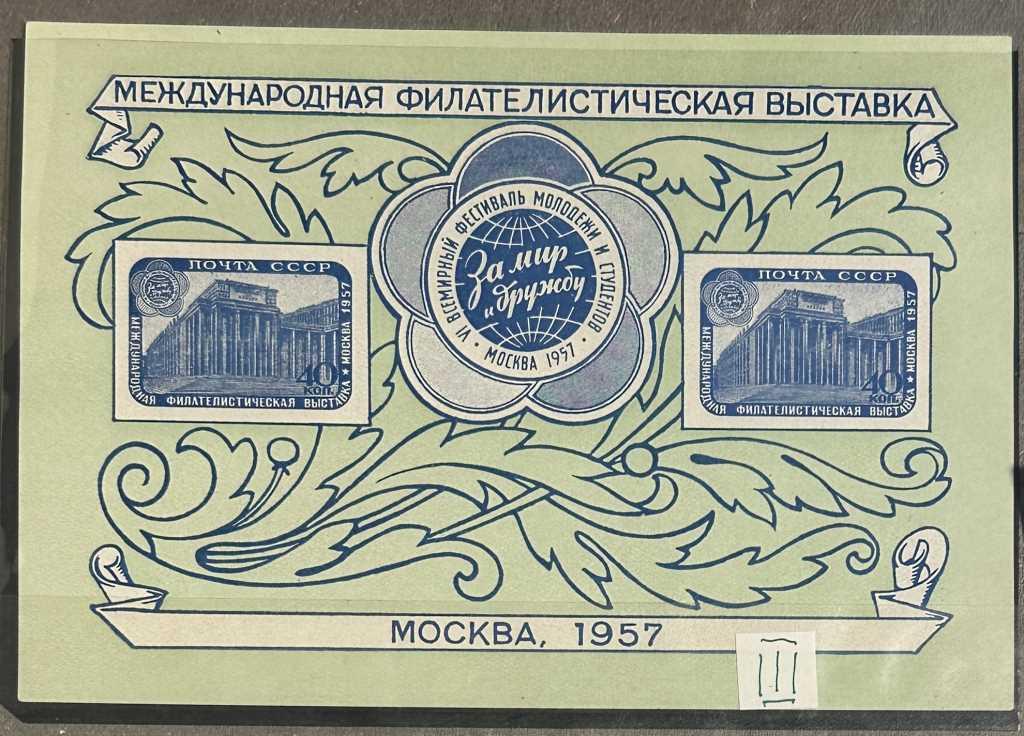 МЕЖДУНАРОДНАЯ ФИЛАТЕЛИСТИЧЕСКАЯ ВЫСТАВКА
VI ВСЕМИРНЫЙ ФЕСТИВАЛЬ МОЛОДЕЖИ И СТУДЕНТОВ
· МОСКВА 1957 ·
За мир
и дружбу
ПОЧТА СССР
40
КОП.
МЕЖДУНАРОДНАЯ ФИЛАТЕЛИСТИЧЕСКАЯ ВЫСТАВКА ★ МОСКВА 1957
ПОЧТА СССР
40
КОП.
МЕЖДУНАРОДНАЯ ФИЛАТЕЛИСТИЧЕСКАЯ ВЫСТАВКА ★ МОСКВА 1957
МОСКВА, 1957
III